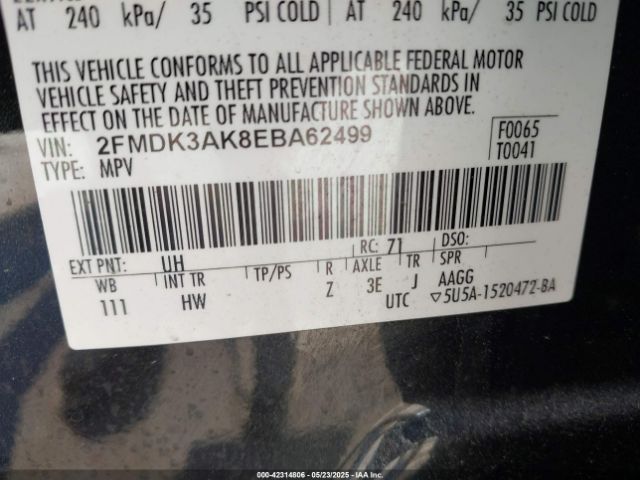 AT 240 kPa/ 35 PSI COLD AT 240 kPa/ 35 PSI COLD
THIS VEHICLE CONFORMS TO ALL APPLICABLE FEDERAL MOTOR
VEHICLE SAFETY AND THEFT PREVENTION STANDARDS IN
EFFECT ON THE DATE OF MANUFACTURE SHOWN ABOVE.
VIN: 2FMDK3AK8EBA62499
F0065
TYPE: MPV
T0041
EXT PNT: UH RC: 71 DSO:
WB INT TR TP/PS R AXLE TR SPR
111 HW Z 3E J AAGG
UTC ▽5U5A-1520472-BA
000-42314806 - 05/23/2025 - IAA Inc.